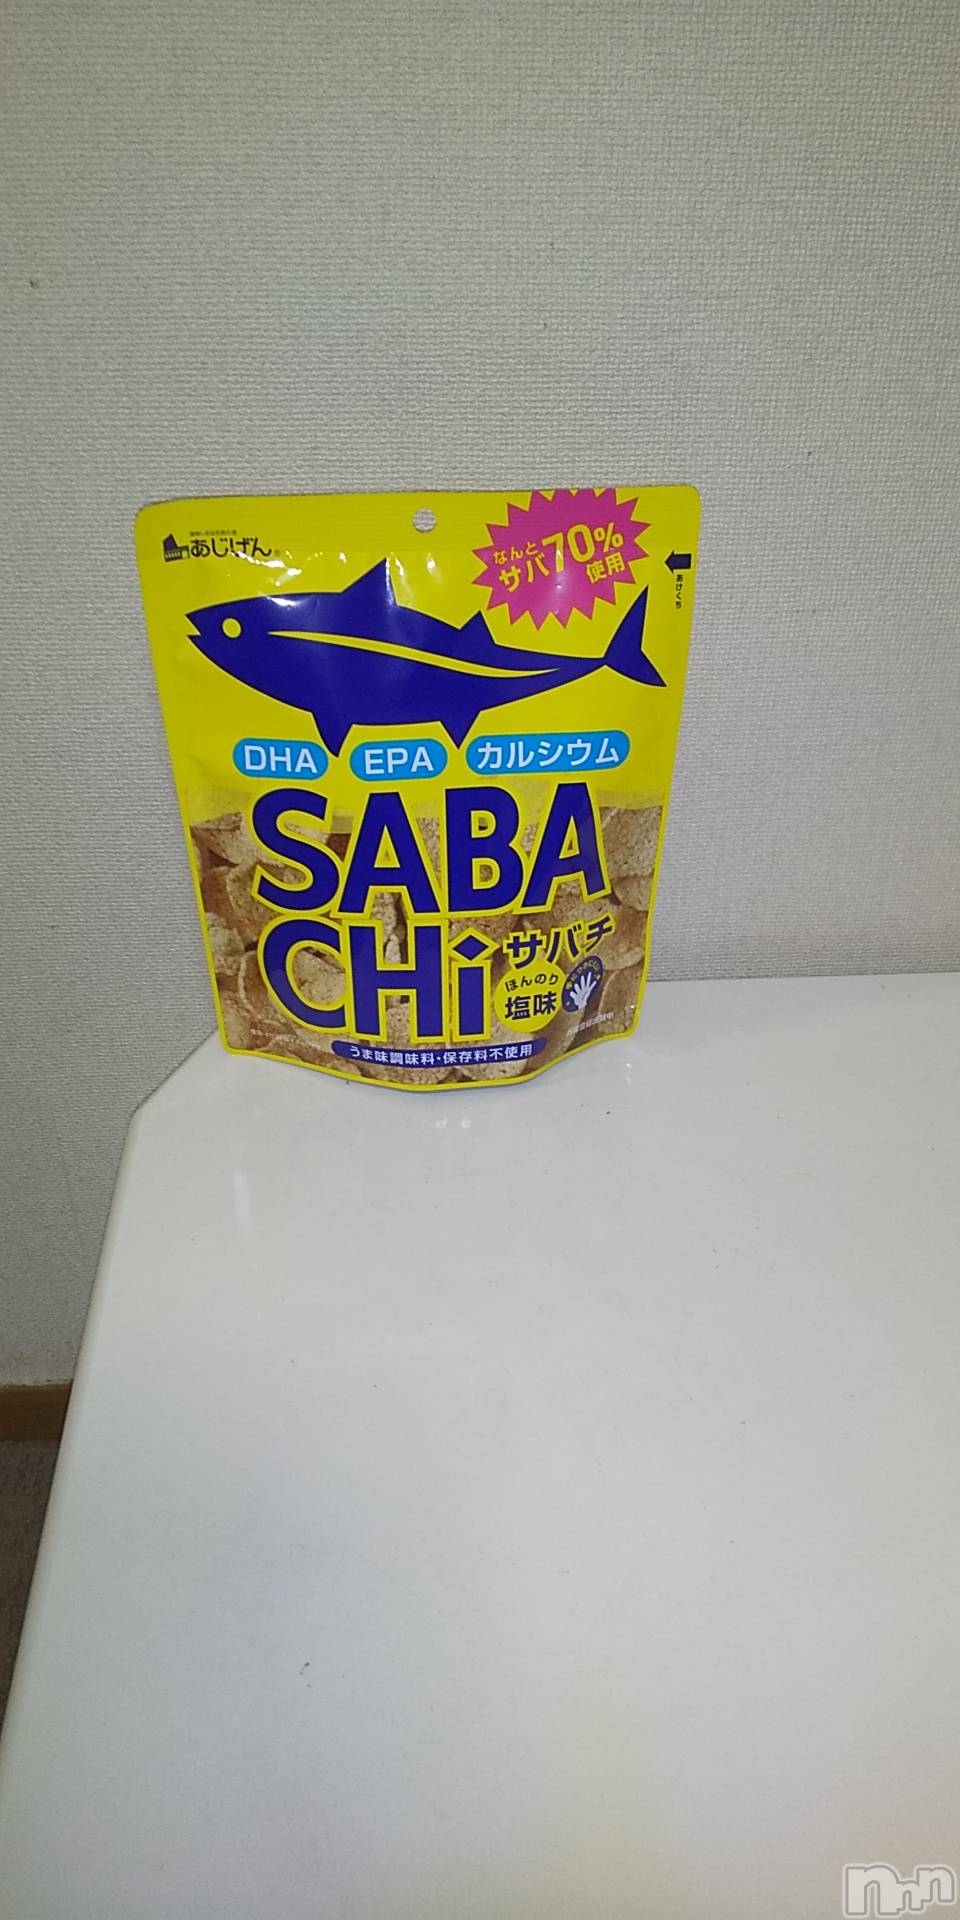 あじげん
なんと
サバ70%
使用
あけくち
DHA EPA カルシウム
SABA
CHi
サバチ
ほんのり
塩味
うま味調味料・保存料不使用
nnn